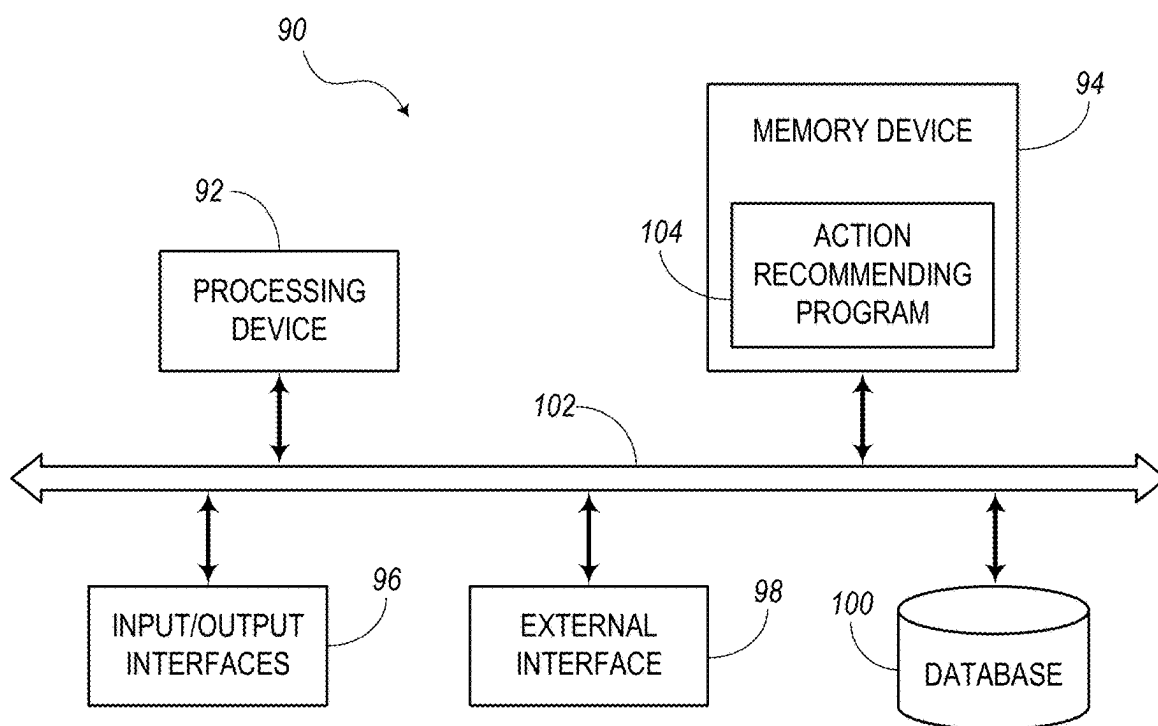 90
94
MEMORY DEVICE
92
104
ACTION
RECOMMENDING
PROGRAM
PROCESSING
DEVICE
102
96
98
100
INPUT/OUTPUT
INTERFACES
EXTERNAL
INTERFACE
DATABASE